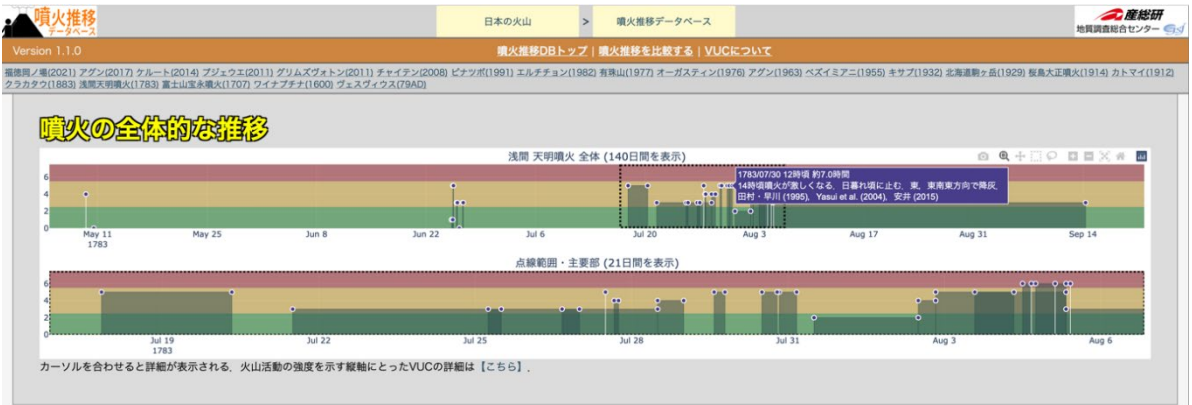 噴火推移
データベース
日本の火山 > 噴火推移データベース
産総研
地質調査総合センター
Version 1.1.0
噴火推移DBトップ | 噴火推移を比較する | VUCについて
福徳岡ノ場(2021) アグン(2017) ケルート(2014) プジェウエ(2011) グリムズヴォトン(2011) チャイテン(2008) ピナツボ(1991) エルチチョン(1982) 有珠山(1977) オーガスティン(1976) アグン(1963) ベズイミアニ(1955) キサプ(1932) 北海道駒ヶ岳(1929) 桜島大正噴火(1914) カトマイ(1912)
クラカタウ(1883) 浅間天明噴火(1783) 富士山宝永噴火(1707) ワイナプチナ(1600) ヴェスヴィウス(79AD)
噴火の全体的な推移
浅間 天明噴火 全体 (140日間を表示)
1783/07/30 12時頃 約7.0時間
14時頃噴火が激しくなる，日暮れ頃に止む，東，東南東方向で降灰，
田村・早川 (1995)，Yasui et al. (2004)，安井 (2015)
6
4
2
0
May 11 May 25 Jun 8 Jun 22 Jul 6 Jul 20 Aug 3 Aug 17 Aug 31 Sep 14
1783
点線範囲・主要部 (21日間を表示)
6
4
2
0
Jul 19 Jul 22 Jul 25 Jul 28 Jul 31 Aug 3 Aug 6
1783
カーソルを合わせると詳細が表示される．火山活動の強度を示す縦軸にとったVUCの詳細は【こちら】．